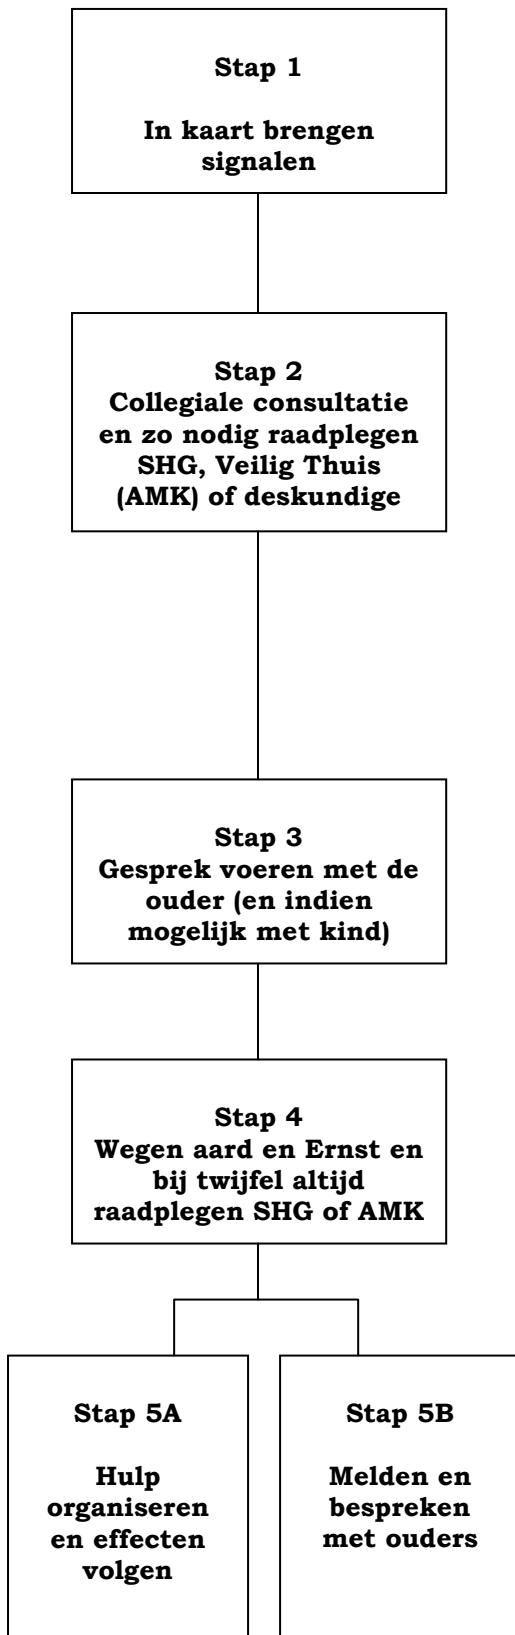 Stap 1
In kaart brengen
signalen
Stap 2
Collegiale consultatie
en zo nodig raadplegen
SHG, Veilig Thuis
(AMK) of deskundige
Stap 3
Gesprek voeren met de
ouder (en indien
mogelijk met kind)
Stap 4
Wegen aard en Ernst en
bij twijfel altijd
raadplegen SHG of AMK
Stap 5A
Hulp
organiseren
en effecten
volgen
Stap 5B
Melden en
bespreken
met ouders